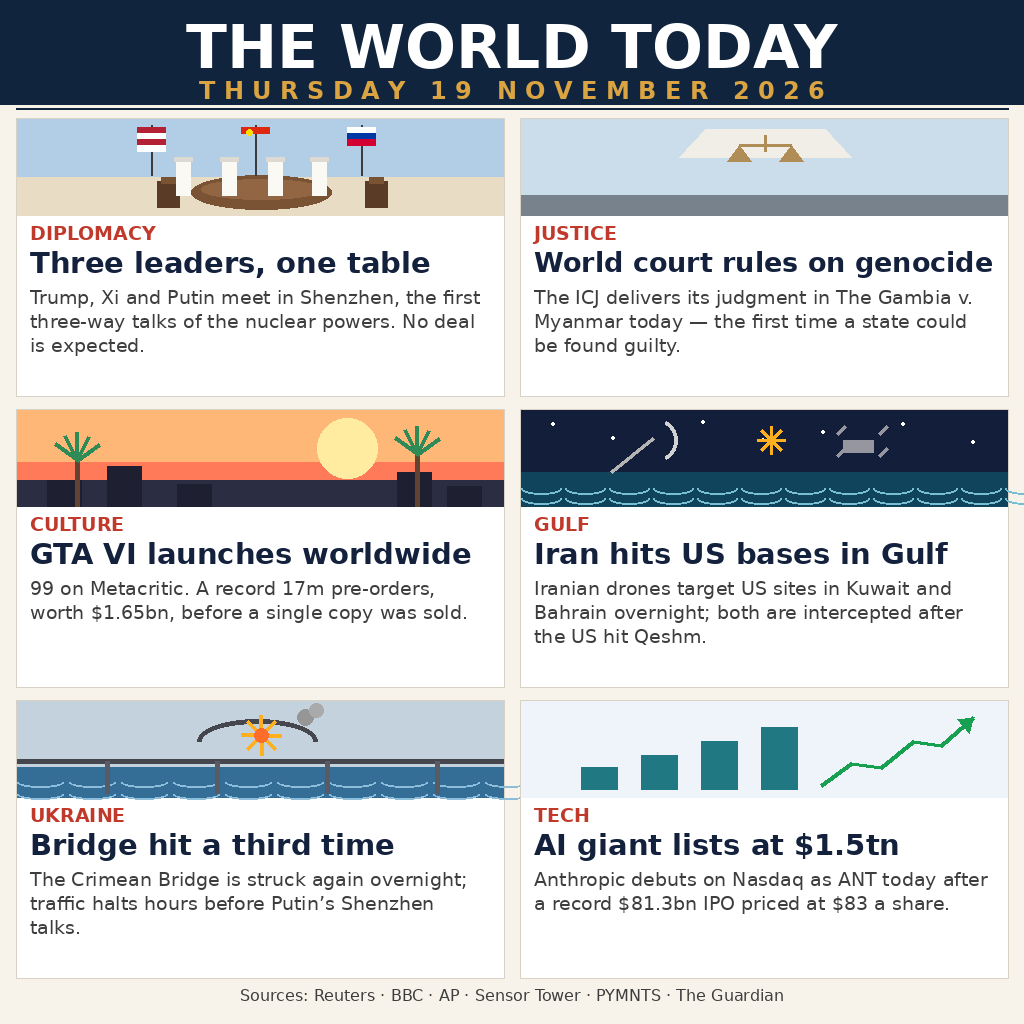 THE WORLD TODAY
THURSDAY 19 NOVEMBER 2026
DIPLOMACY
Three leaders, one table
Trump, Xi and Putin meet in Shenzhen, the first
three-way talks of the nuclear powers. No deal
is expected.
JUSTICE
World court rules on genocide
The ICJ delivers its judgment in The Gambia v.
Myanmar today — the first time a state could
be found guilty.
CULTURE
GTA VI launches worldwide
99 on Metacritic. A record 17m pre-orders,
worth $1.65bn, before a single copy was sold.
GULF
Iran hits US bases in Gulf
Iranian drones target US sites in Kuwait and
Bahrain overnight; both are intercepted after
the US hit Qeshm.
UKRAINE
Bridge hit a third time
The Crimean Bridge is struck again overnight;
traffic halts hours before Putin’s Shenzhen
talks.
TECH
AI giant lists at $1.5tn
Anthropic debuts on Nasdaq as ANT today after
a record $81.3bn IPO priced at $83 a share.
Sources: Reuters · BBC · AP · Sensor Tower · PYMNTS · The Guardian